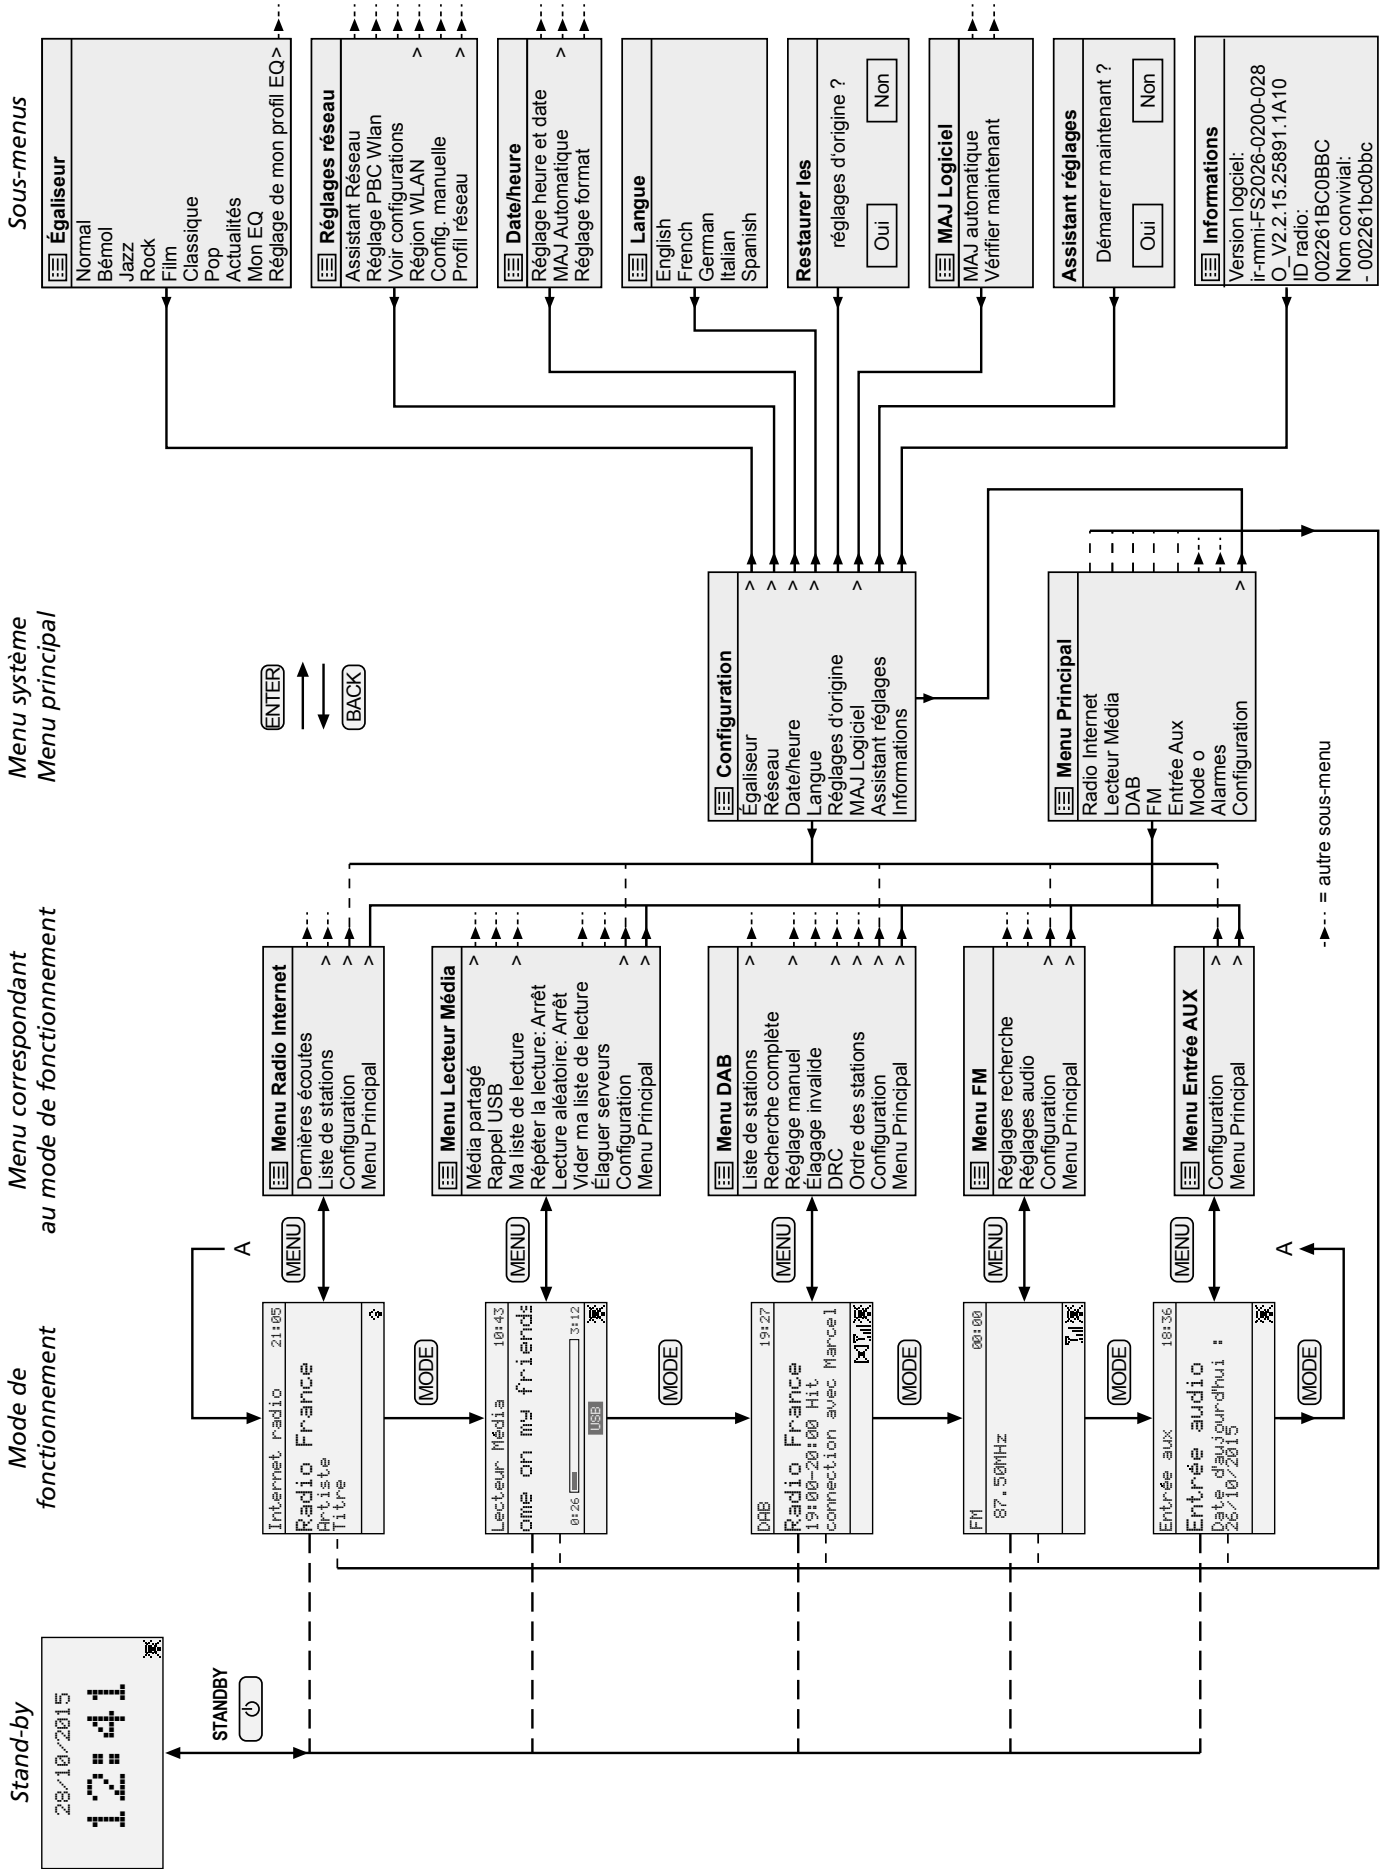 Stand-by
Mode de
fonctionnement
Menu correspondant
au mode de fonctionnement
Menu système
Menu principal
Sous-menus
28/10/2015
12:41
STANDBY
Internet radio 21:05
Radio France
Artiste
Titre
MODE
Lecteur Média 10:43
ome on my friends
0:26 3:12
USB
MODE
DAB 19:27
Radio France
19:00-20:00 Hit
connection avec Marcel
MODE
FM 00:00
87.50MHz
MODE
Entrée aux 18:36
Entrée audio
Date d'aujourd'hui :
26/10/2015
MODE
A
A
MENU
MENU
MENU
MENU
MENU
Menu Radio Internet
Dernières écoutes
Liste de stations >
Configuration >
Menu Principal >
Menu Lecteur Média
Média partagé >
Rappel USB
Ma liste de lecture >
Répéter la lecture: Arrêt
Lecture aléatoire: Arrêt
Vider ma liste de lecture
Élaguer serveurs
Configuration >
Menu Principal >
Menu DAB
Liste de stations >
Recherche complète
Réglage manuel >
Élagage invalide
DRC >
Ordre des stations >
Configuration >
Menu Principal >
Menu FM
Réglages recherche
Réglages audio
Configuration >
Menu Principal >
Menu Entrée AUX
Configuration >
Menu Principal >
ENTER
BACK
Configuration
Égaliseur >
Réseau >
Date/heure >
Langue >
Réglages d'origine
MAJ Logiciel >
Assistant réglages
Informations
Menu Principal
Radio Internet
Lecteur Média
DAB
FM
Entrée Aux
Mode o
Alarmes
Configuration >
= autre sous-menu
Égaliseur
Normal
Bémol
Jazz
Rock
Film
Classique
Pop
Actualités
Mon EQ
Réglage de mon profil EQ>
Réglages réseau
Assistant Réseau
Réglage PBC Wlan
Voir configurations
Région WLAN >
Config. manuelle
Profil réseau >
Date/heure
Réglage heure et date
MAJ Automatique >
Réglage format
Langue
English
French
German
Italian
Spanish
Restaurer les
réglages d'origine ?
Oui Non
MAJ Logiciel
MAJ automatique
Vérifier maintenant
Assistant réglages
Démarrer maintenant ?
Oui Non
Informations
Version logciel:
ir-mmi-FS2026-0200-028
O_V2.2.15.25891.1A10
ID radio:
002261BC0BBC
Nom convivial:
- 002261bc0bbc